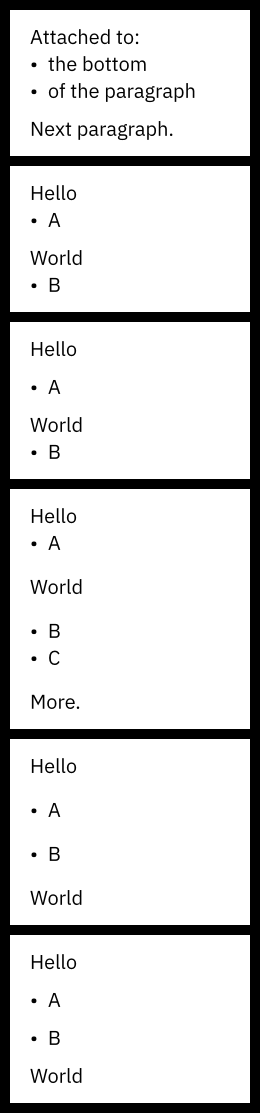 Attached to:
• the bottom
• of the paragraph
Next paragraph.
Hello
• A
World
• B
Hello
• A
World
• B
Hello
• A
World
• B
• C
More.
Hello
• A
• B
World
Hello
• A
• B
World